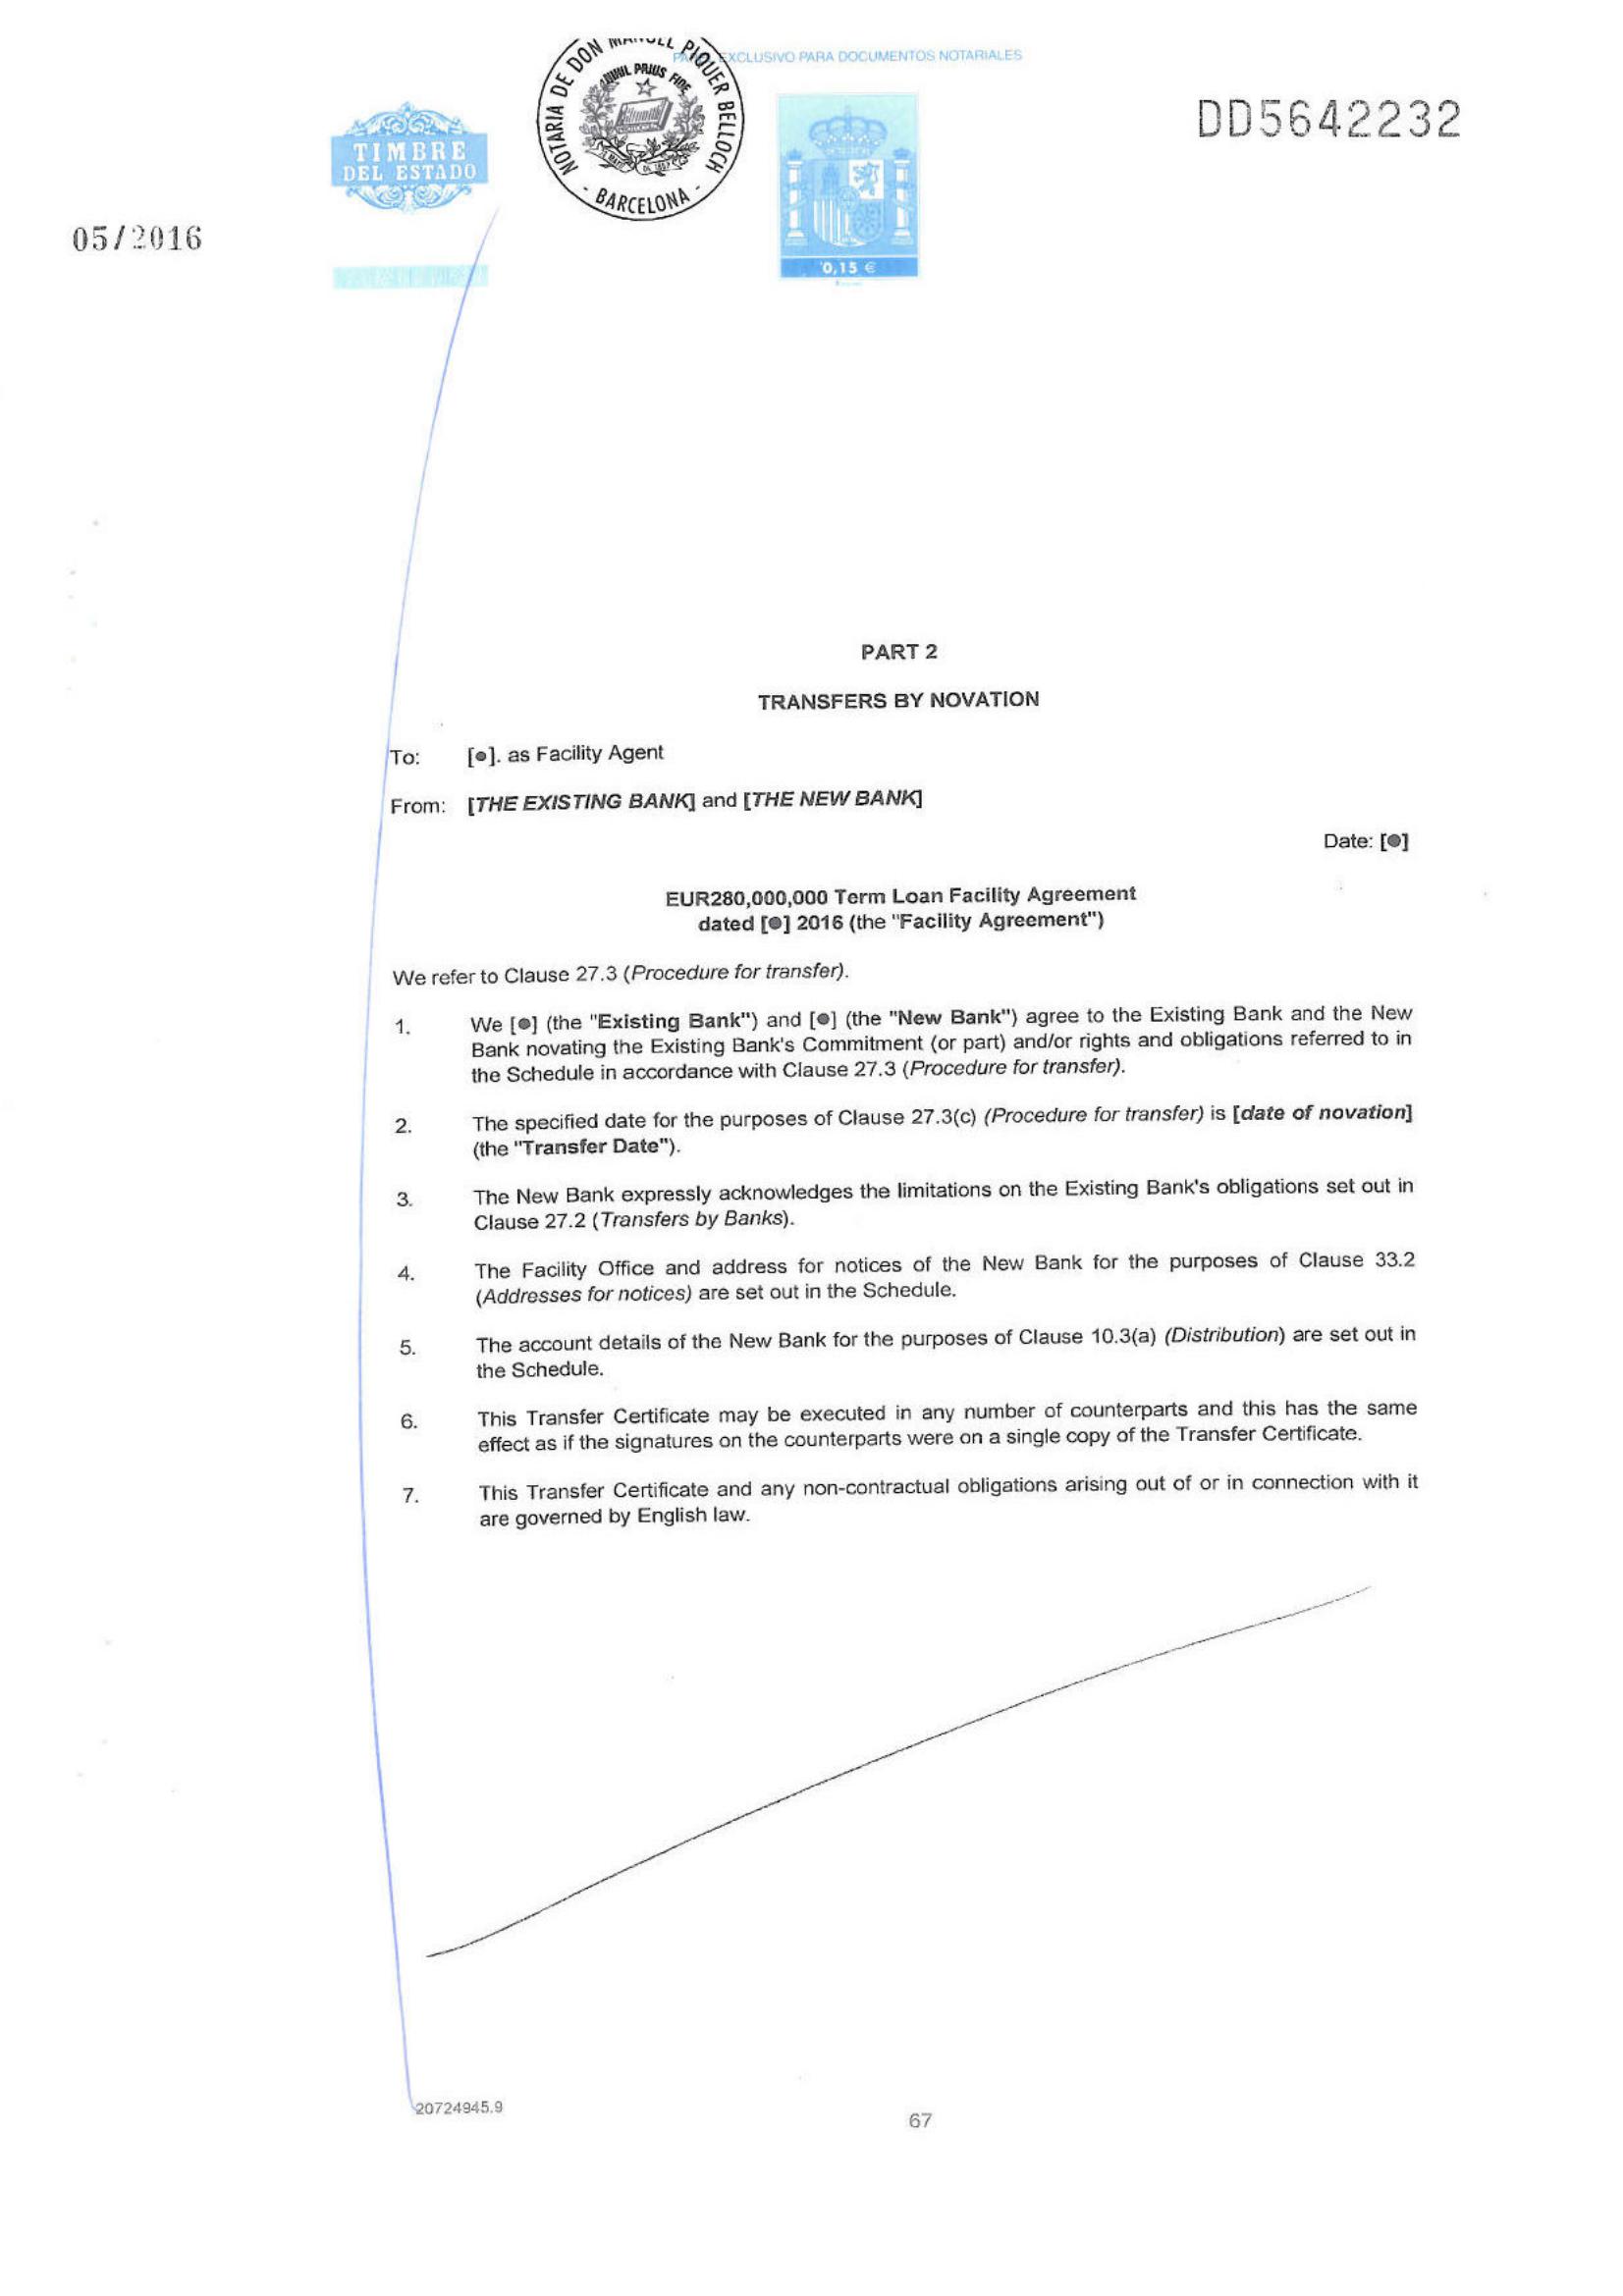 PAPEL EXCLUSIVO PARA DOCUMENTOS NOTARIALES
NOTARIA DE DON MANUEL PIQUER BELLOCH
NIHIL PRIUS FIDE
- BARCELONA -
TIMBRE
DEL ESTADO
DD5642232
05/2016
0,15 €
PART 2
TRANSFERS BY NOVATION
To: [●]. as Facility Agent
From: [THE EXISTING BANK] and [THE NEW BANK]
Date: [●]
EUR280,000,000 Term Loan Facility Agreement
dated [●] 2016 (the "Facility Agreement")
We refer to Clause 27.3 (Procedure for transfer).
1. We [●] (the "Existing Bank") and [●] (the "New Bank") agree to the Existing Bank and the New
Bank novating the Existing Bank's Commitment (or part) and/or rights and obligations referred to in
the Schedule in accordance with Clause 27.3 (Procedure for transfer).
2. The specified date for the purposes of Clause 27.3(c) (Procedure for transfer) is [date of novation]
(the "Transfer Date").
3. The New Bank expressly acknowledges the limitations on the Existing Bank's obligations set out in
Clause 27.2 (Transfers by Banks).
4. The Facility Office and address for notices of the New Bank for the purposes of Clause 33.2
(Addresses for notices) are set out in the Schedule.
5. The account details of the New Bank for the purposes of Clause 10.3(a) (Distribution) are set out in
the Schedule.
6. This Transfer Certificate may be executed in any number of counterparts and this has the same
effect as if the signatures on the counterparts were on a single copy of the Transfer Certificate.
7. This Transfer Certificate and any non-contractual obligations arising out of or in connection with it
are governed by English law.
20724945.9
67